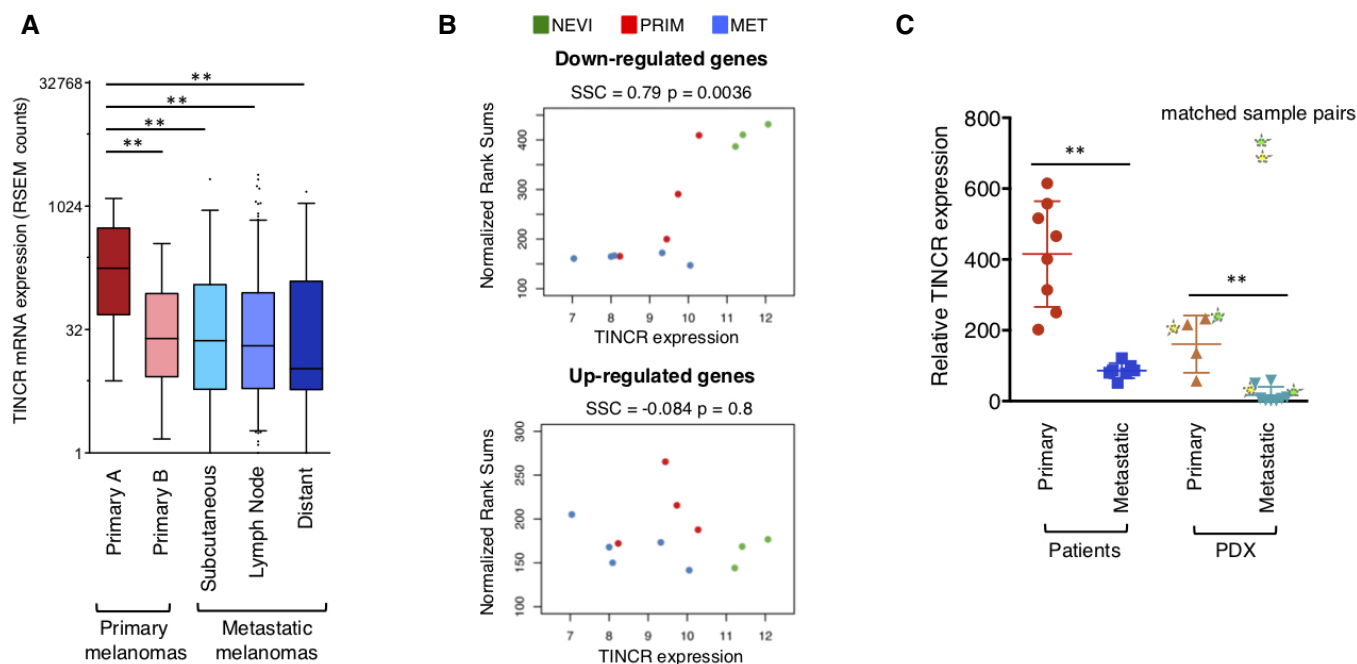 A
TINCR mRNA expression (RSEM counts)
32768
1024
32
1
**
**
**
**
Primary A
Primary B
Subcutaneous
Lymph Node
Distant
Primary
melanomas
Metastatic
melanomas
B
NEVI PRIM MET
Down-regulated genes
SSC = 0.79 p = 0.0036
Normalized Rank Sums
400
300
200
100
7 8 9 10 11 12
TINCR expression
Up-regulated genes
SSC = -0.084 p = 0.8
Normalized Rank Sums
300
200
150
100
7 8 9 10 11 12
TINCR expression
C
matched sample pairs
Relative TINCR expression
800
600
400
200
0
**
**
Primary
Metastatic
Primary
Metastatic
Patients
PDX